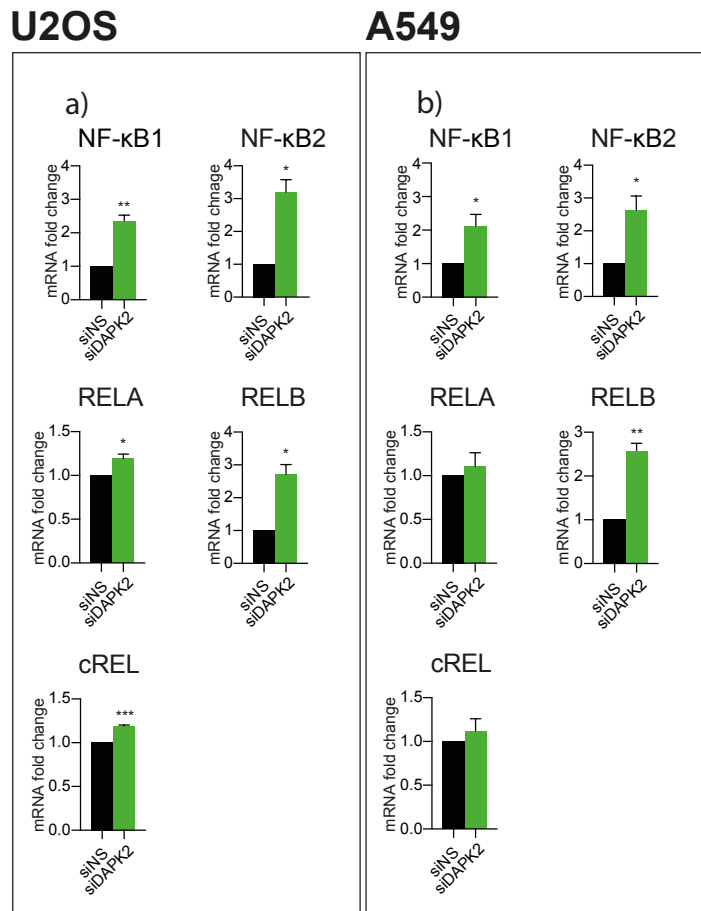 U2OS
A549
a)
b)
NF-κB1
NF-κB2
NF-κB1
NF-κB2
mRNA fold change
4
3
2
1
0
**
siNS
siDAPK2
mRNA fold chnage
4
3
2
1
0
*
siNS
siDAPK2
mRNA fold change
4
3
2
1
0
*
siNS
siDAPK2
mRNA fold change
4
3
2
1
0
*
siNS
siDAPK2
RELA
RELB
RELA
RELB
mRNA fold change
1.5
1.0
0.5
0.0
*
siNS
siDAPK2
mRNA fold change
4
3
2
1
0
*
siNS
siDAPK2
mRNA fold change
1.5
1.0
0.5
0.0
siNS
siDAPK2
mRNA fold change
3
2
1
0
**
siNS
siDAPK2
cREL
cREL
mRNA fold change
1.5
1.0
0.5
0.0
***
siNS
siDAPK2
mRNA fold change
1.5
1.0
0.5
0.0
siNS
siDAPK2